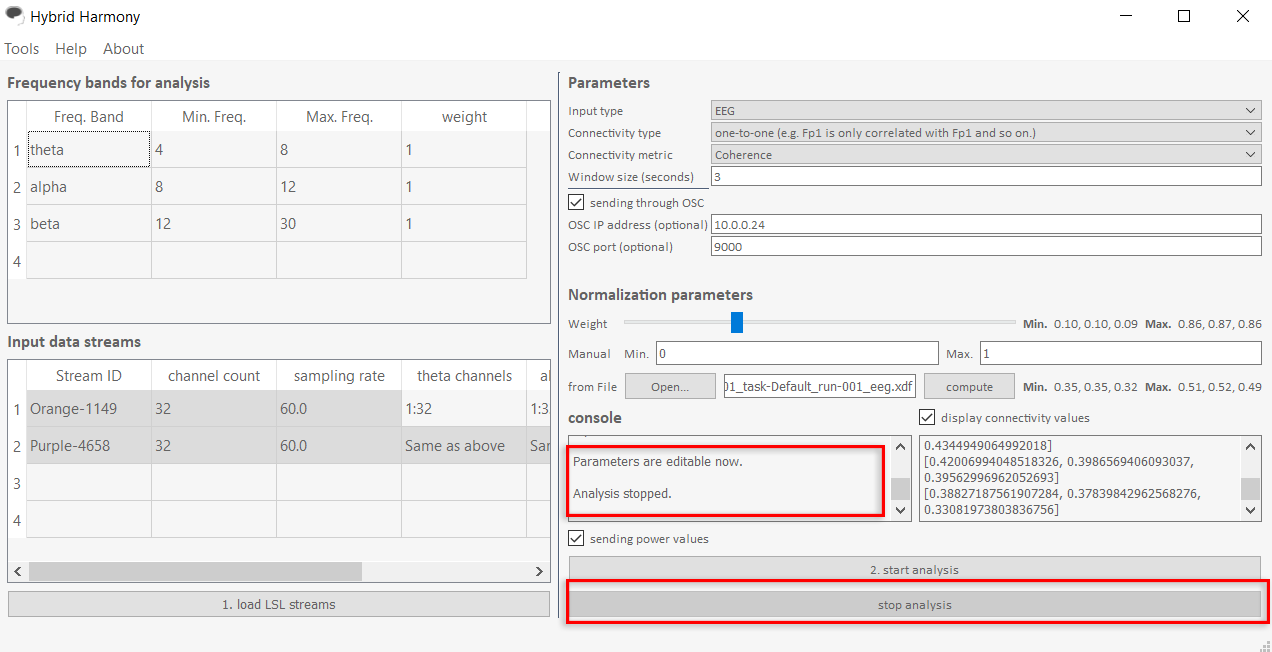 Hybrid Harmony
Tools Help About
Frequency bands for analysis
Freq. Band Min. Freq. Max. Freq. weight
1 theta 4 8 1
2 alpha 8 12 1
3 beta 12 30 1
4
Input data streams
Stream ID channel count sampling rate theta channels al
1 Orange-1149 32 60.0 1:32 1:3
2 Purple-4658 32 60.0 Same as above Sar
3
4
1. load LSL streams
Parameters
Input type EEG
Connectivity type one-to-one (e.g. Fp1 is only correlated with Fp1 and so on.)
Connectivity metric Coherence
Window size (seconds) 3
sending through OSC
OSC IP address (optional) 10.0.0.24
OSC port (optional) 9000
Normalization parameters
Weight Min. 0.10, 0.10, 0.09 Max. 0.86, 0.87, 0.86
Manual Min. 0 Max. 1
from File Open... 01_task-Default_run-001_eeg.xdf compute Min. 0.35, 0.35, 0.32 Max. 0.51, 0.52, 0.49
console
Parameters are editable now.
Analysis stopped.
display connectivity values
0.4344949064992018]
[0.42006940048518326, 0.3986569406093037,
0.39562996962052693]
[0.38827187561907284, 0.37839842962568276,
0.33081973803836756]
sending power values
2. start analysis
stop analysis